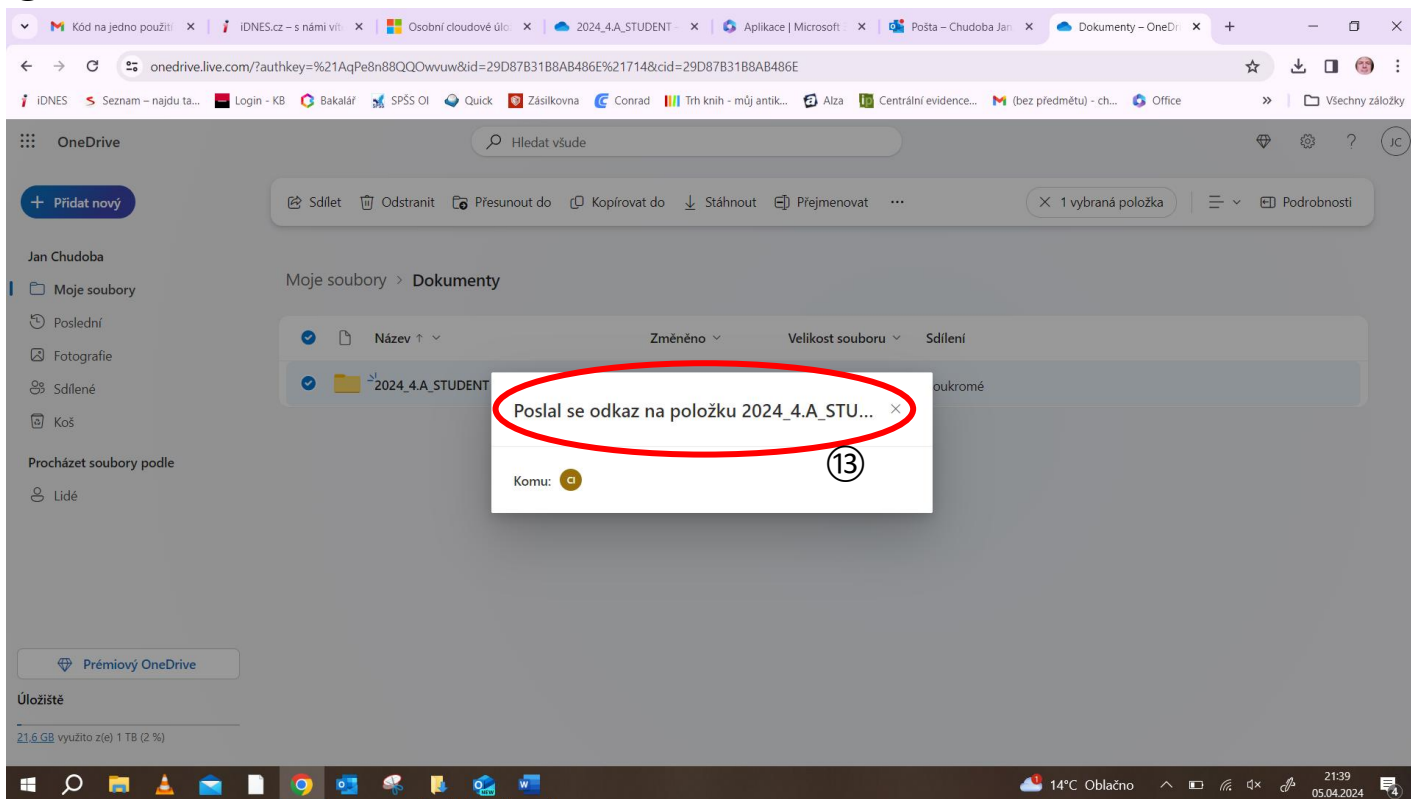 Kód na jedno použití
iDNES.cz – s námi víte
Osobní cloudové úlo
2024_4.A_STUDENT -
Aplikace | Microsoft
Pošta – Chudoba Jan
Dokumenty – OneDr
onedrive.live.com/?authkey=%21AqPe8n88QQOwvuw&id=29D87B31B8AB486E%21714&cid=29D87B31B8AB486E
iDNES
Seznam – najdu ta...
Login - KB
Bakalář
SPŠS OI
Quick
Zásilkovna
Conrad
Trh knih - můj antik...
Alza
Centrální evidence...
(bez předmětu) - ch...
Office
»
Všechny záložky
OneDrive
Hledat všude
?
JC
+ Přidat nový
Sdílet
Odstranit
Přesunout do
Kopírovat do
Stáhnout
Přejmenovat
...
1 vybraná položka
Podrobnosti
Jan Chudoba
Moje soubory
Poslední
Fotografie
Sdílené
Koš
Procházet soubory podle
Lidé
Moje soubory > Dokumenty
Název
Změněno
Velikost souboru
Sdílení
2024_4.A_STUDENT
oukromé
Poslal se odkaz na položku 2024_4.A_STU...
⑬
Komu: CI
Prémiový OneDrive
Úložiště
21,6 GB využito z(e) 1 TB (2 %)
NEW
1
14°C Oblačno
21:39
05.04.2024
4